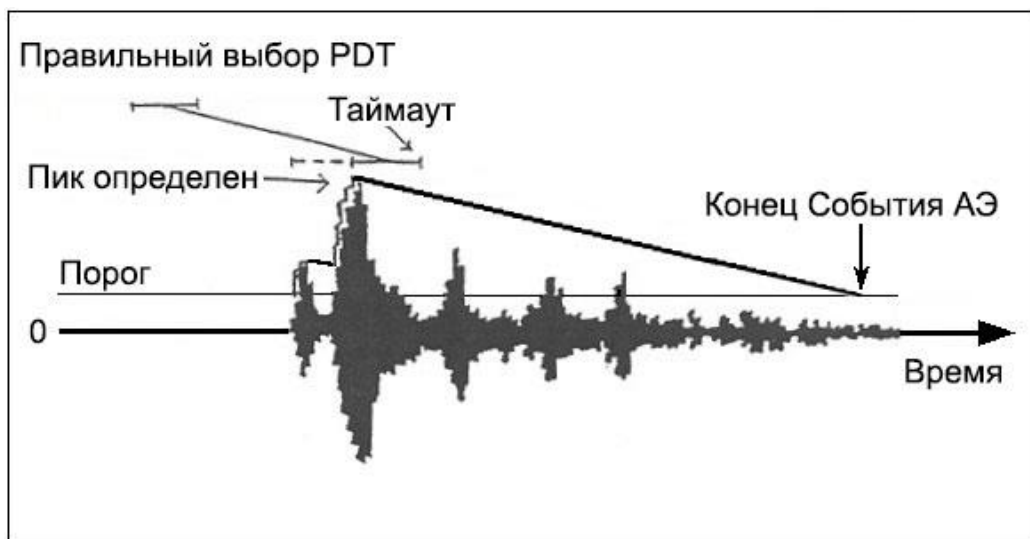 Правильный выбор PDT
Таймаут
Пик определен
Конец События АЭ
Порог
0
Время